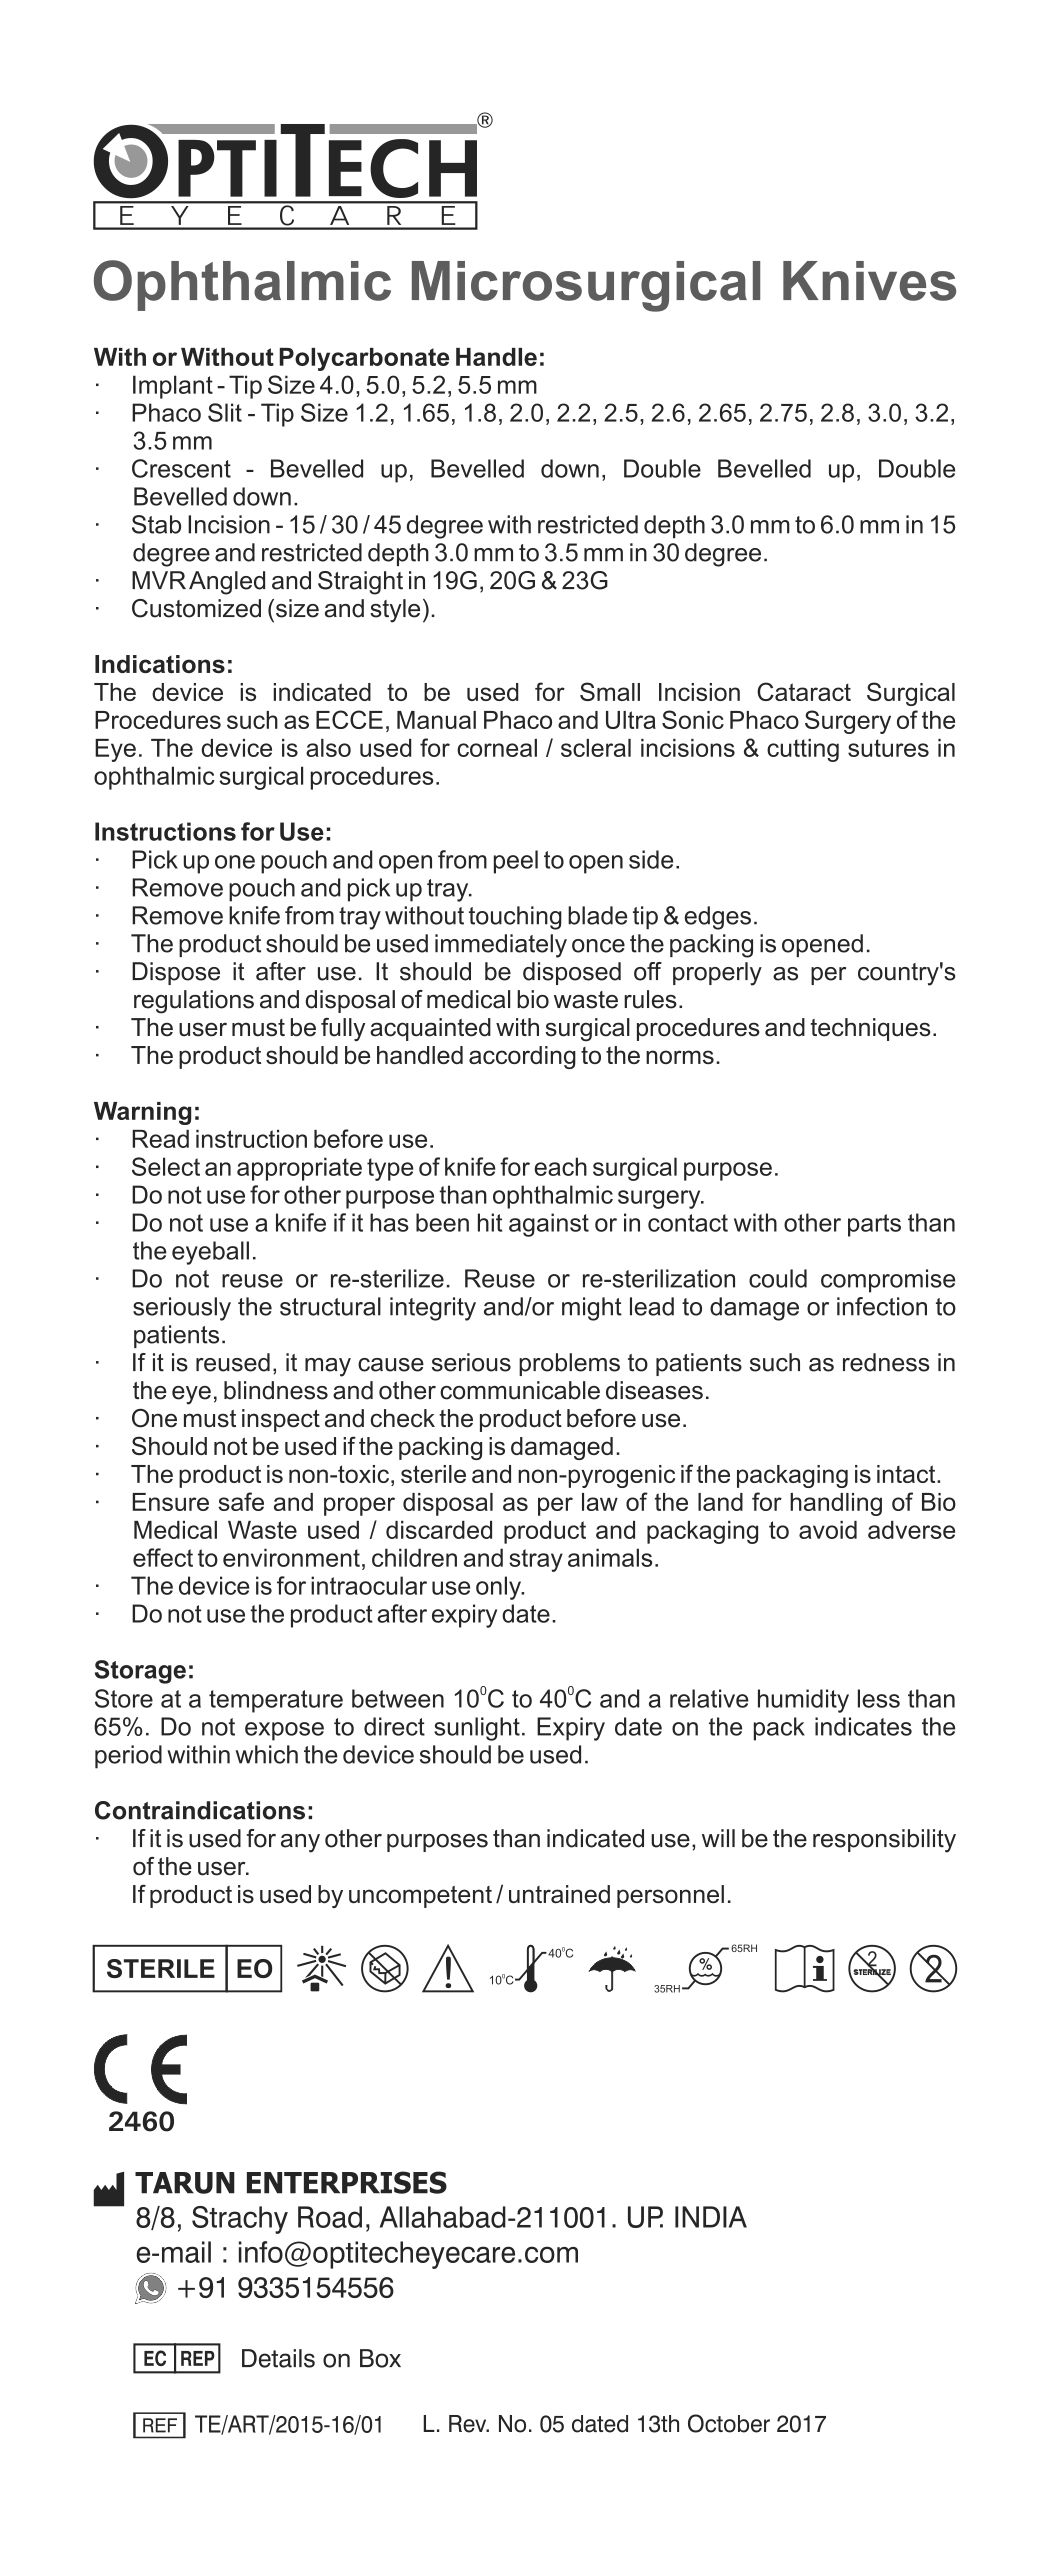 OPTITECH®
EYECARE
Ophthalmic Microsurgical Knives
With or Without Polycarbonate Handle:
· Implant - Tip Size 4.0, 5.0, 5.2, 5.5 mm
· Phaco Slit - Tip Size 1.2, 1.65, 1.8, 2.0, 2.2, 2.5, 2.6, 2.65, 2.75, 2.8, 3.0, 3.2,
3.5 mm
· Crescent - Bevelled up, Bevelled down, Double Bevelled up, Double
Bevelled down.
· Stab Incision - 15 / 30 / 45 degree with restricted depth 3.0 mm to 6.0 mm in 15
degree and restricted depth 3.0 mm to 3.5 mm in 30 degree.
· MVR Angled and Straight in 19G, 20G & 23G
· Customized (size and style).
Indications:
The device is indicated to be used for Small Incision Cataract Surgical
Procedures such as ECCE, Manual Phaco and Ultra Sonic Phaco Surgery of the
Eye. The device is also used for corneal / scleral incisions & cutting sutures in
ophthalmic surgical procedures.
Instructions for Use:
· Pick up one pouch and open from peel to open side.
· Remove pouch and pick up tray.
· Remove knife from tray without touching blade tip & edges.
· The product should be used immediately once the packing is opened.
· Dispose it after use. It should be disposed off properly as per country's
regulations and disposal of medical bio waste rules.
· The user must be fully acquainted with surgical procedures and techniques.
· The product should be handled according to the norms.
Warning:
· Read instruction before use.
· Select an appropriate type of knife for each surgical purpose.
· Do not use for other purpose than ophthalmic surgery.
· Do not use a knife if it has been hit against or in contact with other parts than
the eyeball.
· Do not reuse or re-sterilize. Reuse or re-sterilization could compromise
seriously the structural integrity and/or might lead to damage or infection to
patients.
· If it is reused, it may cause serious problems to patients such as redness in
the eye, blindness and other communicable diseases.
· One must inspect and check the product before use.
· Should not be used if the packing is damaged.
· The product is non-toxic, sterile and non-pyrogenic if the packaging is intact.
· Ensure safe and proper disposal as per law of the land for handling of Bio
Medical Waste used / discarded product and packaging to avoid adverse
effect to environment, children and stray animals.
· The device is for intraocular use only.
· Do not use the product after expiry date.
Storage:
Store at a temperature between 10⁰C to 40⁰C and a relative humidity less than
65%. Do not expose to direct sunlight. Expiry date on the pack indicates the
period within which the device should be used.
Contraindications:
· If it is used for any other purposes than indicated use, will be the responsibility
of the user.
If product is used by uncompetent / untrained personnel.
STERILE EO 10⁰C 40⁰C 35RH % 65RH i 2 STERILIZE 2
CE
2460
TARUN ENTERPRISES
8/8, Strachy Road, Allahabad-211001. UP. INDIA
e-mail : info@optitecheyecare.com
+91 9335154556
EC REP Details on Box
REF TE/ART/2015-16/01 L. Rev. No. 05 dated 13th October 2017